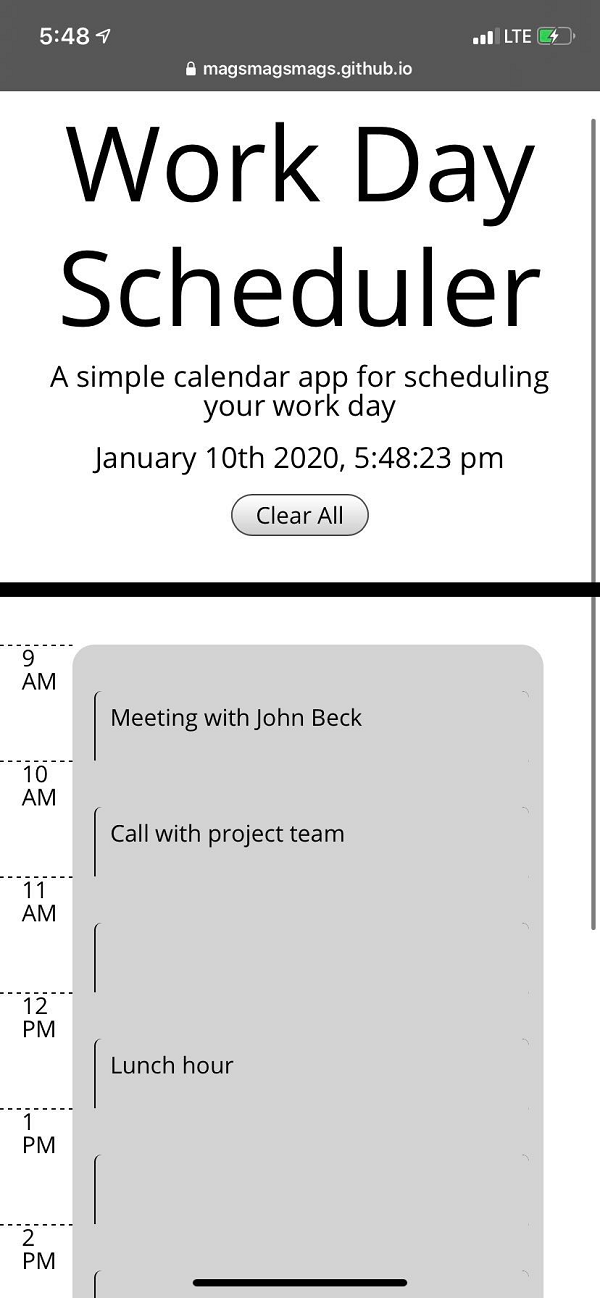 5:48 LTE
magsmagsmags.github.io
Work Day
Scheduler
A simple calendar app for scheduling
your work day
January 10th 2020, 5:48:23 pm
Clear All
9
AM
Meeting with John Beck
10
AM
Call with project team
11
AM
12
PM
Lunch hour
1
PM
2
PM